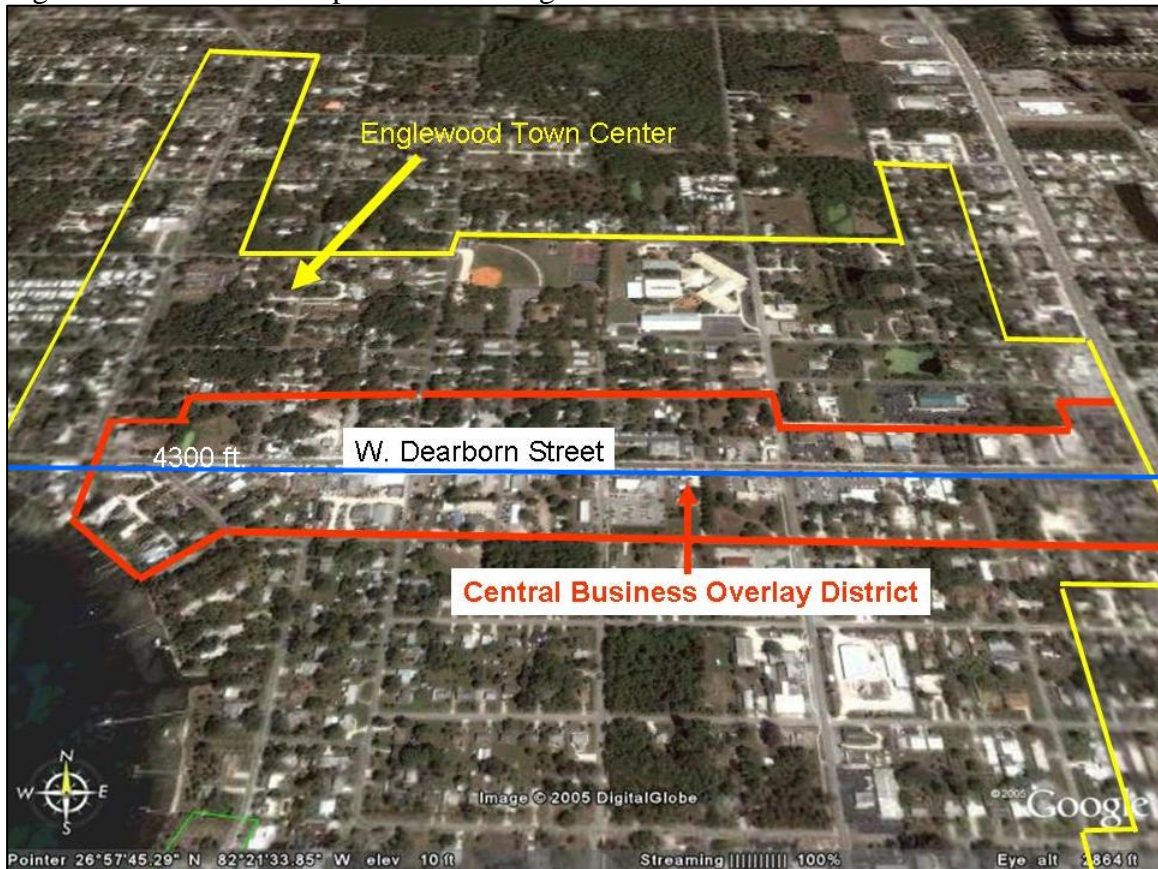 Englewood Town Center
4300 ft.
W. Dearborn Street
Central Business Overlay District
N
W
E
S
Image © 2005 DigitalGlobe
©2005 Google
Pointer 26°57'45.29" N 82°21'33.85" W elev 10 ft
Streaming |||||||||| 100%
Eye alt 2864 ft